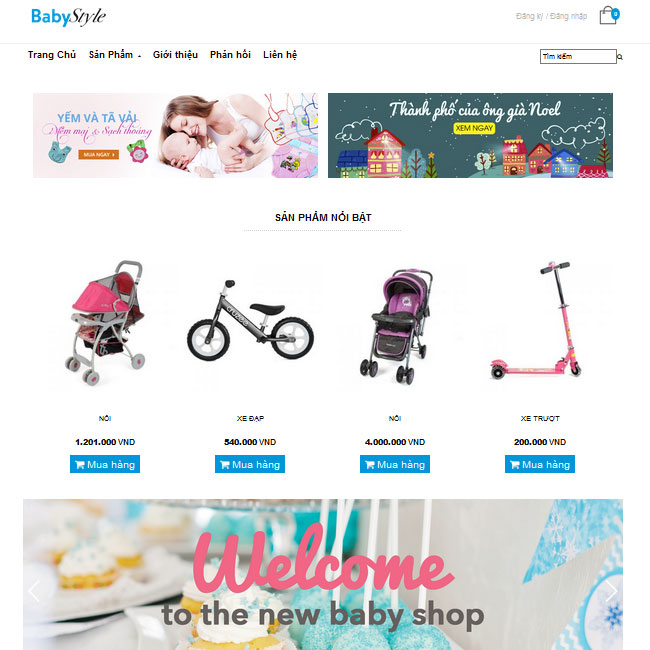 BabyStyle
Đăng ký / Đăng nhập
0
Trang Chủ Sản Phẩm Giới thiệu Phản hồi Liên hệ
Tìm kiếm
YẾM VÀ TÃ VẢI
Mềm mại & Sạch thoáng
MUA NGAY
Thành phố của ông già Noel
XEM NGAY
SẢN PHẨM NỔI BẬT
NÔI XE ĐẠP NÔI XE TRƯỢT
1.201.000 VND 540.000 VND 4.000.000 VND 200.000 VND
Mua hàng Mua hàng Mua hàng Mua hàng
Welcome
to the new baby shop